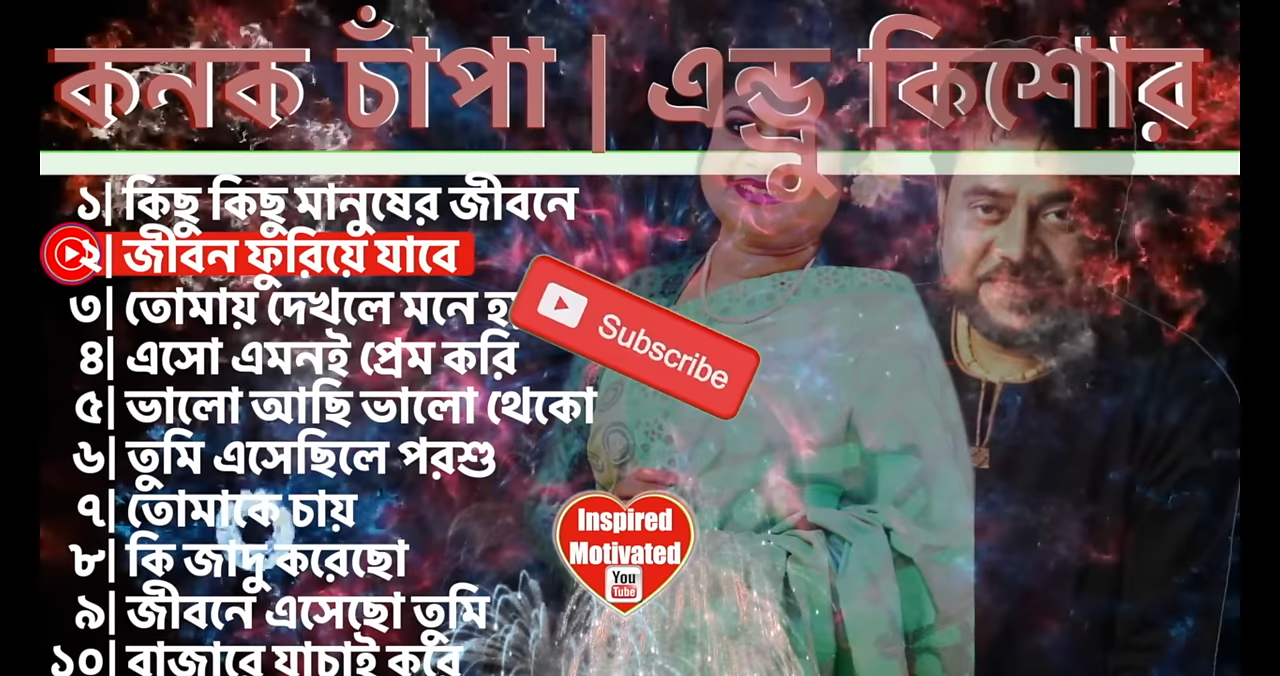 কনক চাঁপা | এন্ড্রু কিশোর
১| কিছু কিছু মানুষের জীবনে
২| জীবন ফুরিয়ে যাবে
৩| তোমায় দেখলে মনে
Subscribe
৪| এসো এমনই প্রেম করি
৫| ভালো আছি ভালো থেকো
৬| তুমি এসেছিলে পরশু
৭| তোমাকে চায়
৮| কি জাদু করেছো
৯| জীবনে এসেছো তুমি
১০| বাজারে যাচাই করে
Inspired
Motivated
You
Tube